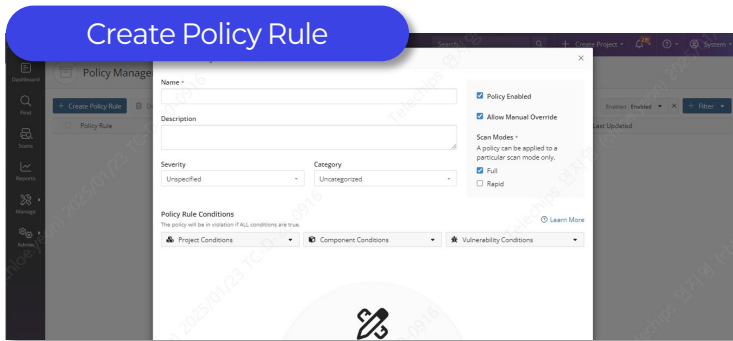 Create Policy Rule
Search
+ Create Project
System
Dashboard
Policy Manage
Name *
Policy Enabled
+ Create Policy Rule
Enabled: Enabled
+ Filter
Find
Allow Manual Override
Policy Rule
Description
Last Updated
Scans
Scan Modes *
A policy can be applied to a
particular scan mode only.
Severity
Category
Reports
Unspecified
Uncategorized
Full
Rapid
Manage
Policy Rule Conditions
Learn More
The policy will be in violation if ALL conditions are true.
Admin
Project Conditions
Component Conditions
Vulnerability Conditions